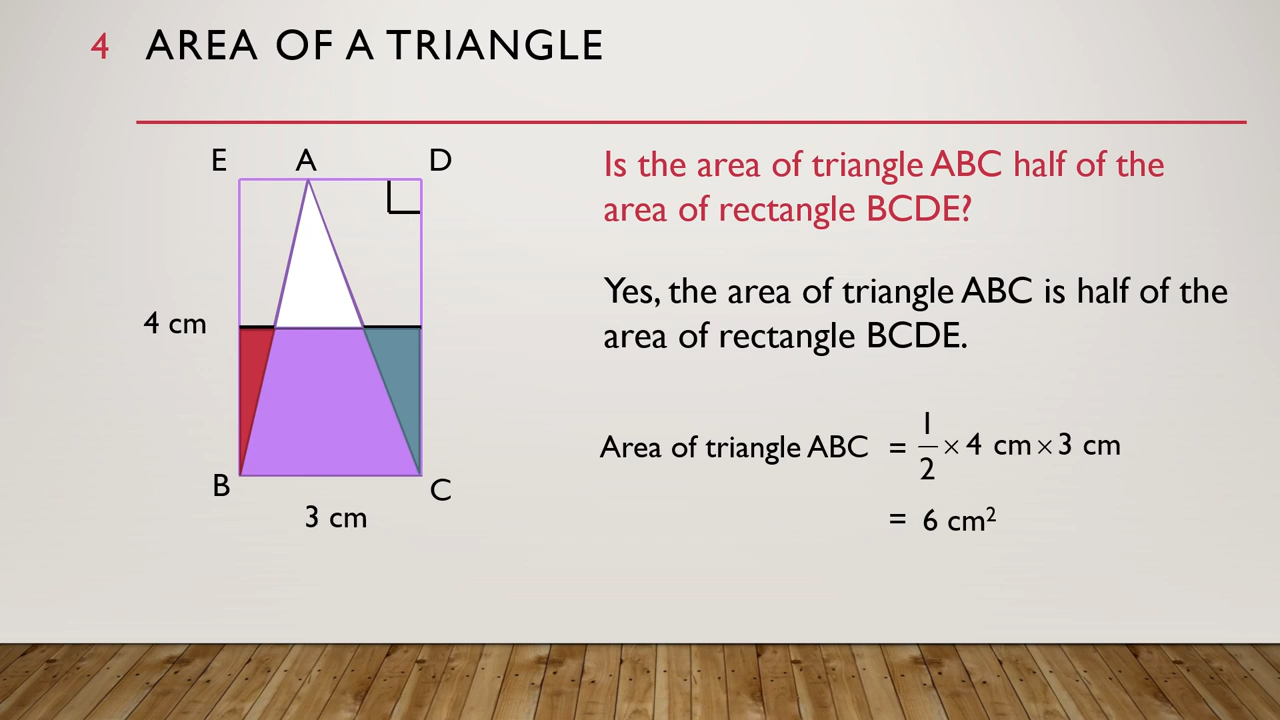 4 AREA OF A TRIANGLE
E A D
4 cm
B C
3 cm
Is the area of triangle ABC half of the
area of rectangle BCDE?
Yes, the area of triangle ABC is half of the
area of rectangle BCDE.
Area of triangle ABC = 1/2 × 4 cm × 3 cm
= 6 cm²